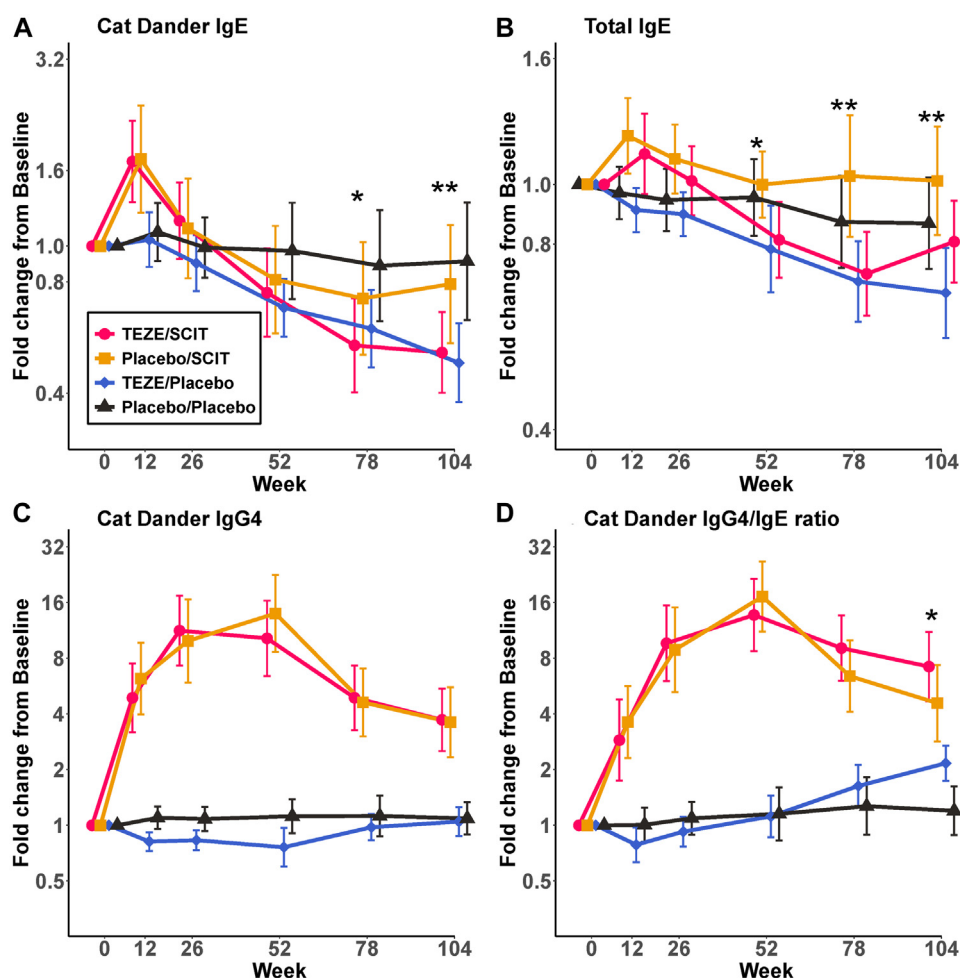 A Cat Dander IgE
Fold change from Baseline
3.2
1.6
1.0
0.8
0.4
* **
TEZE/SCIT
Placebo/SCIT
TEZE/Placebo
Placebo/Placebo
0 12 26 52 78 104
Week
B Total IgE
Fold change from Baseline
1.6
1.0
0.8
0.4
* ** **
0 12 26 52 78 104
Week
C Cat Dander IgG4
Fold change from Baseline
32
16
8
4
2
1
0.5
0 12 26 52 78 104
Week
D Cat Dander IgG4/IgE ratio
Fold change from Baseline
32
16
8
4
2
1
0.5
*
0 12 26 52 78 104
Week